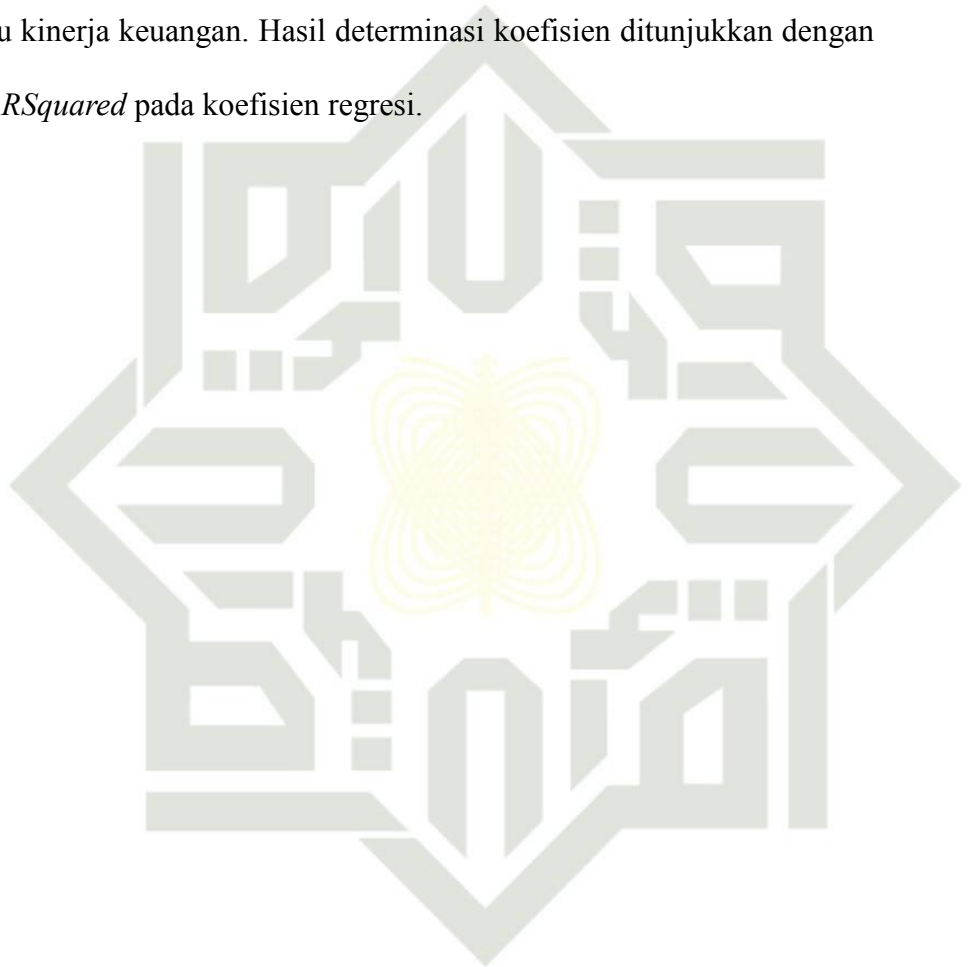 kinerja keuangan. Hasil determinasi koefisien ditunjukkan dengan
RSquared pada koefisien regresi.